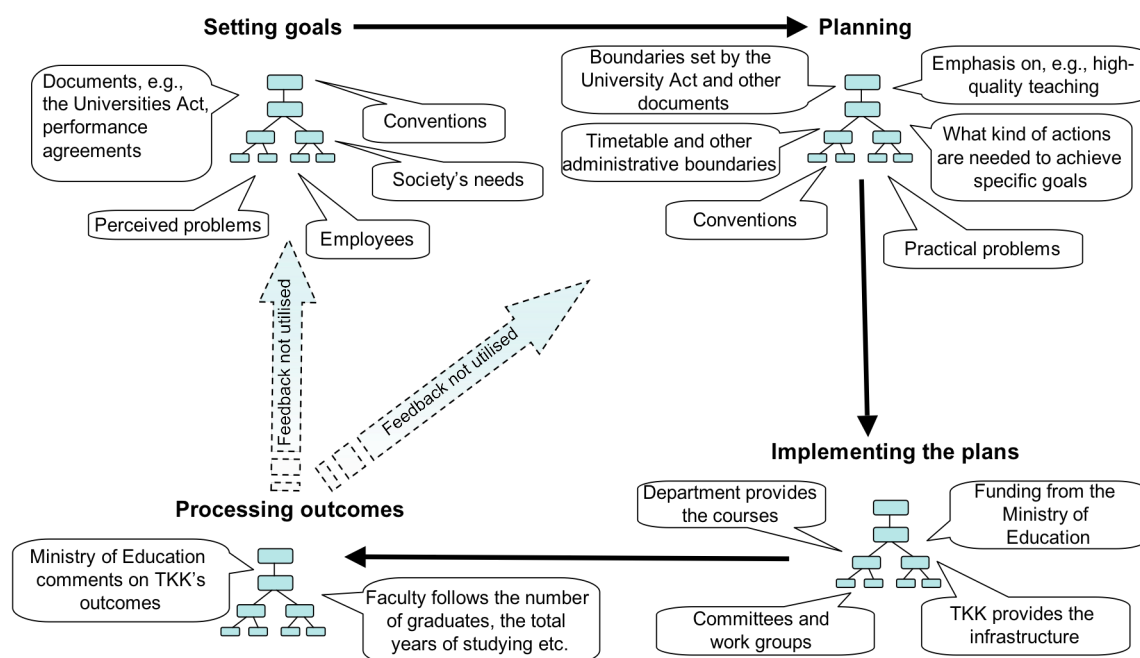 Setting goals
Planning
Documents, e.g.,
the Universities Act,
performance
agreements
Conventions
Society's needs
Perceived problems
Employees
Boundaries set by the
University Act and other
documents
Emphasis on, e.g., high-
quality teaching
Timetable and other
administrative boundaries
What kind of actions
are needed to achieve
specific goals
Conventions
Practical problems
Feedback not utilised
Feedback not utilised
Implementing the plans
Department provides
the courses
Funding from the
Ministry of
Education
Committees and
work groups
TKK provides the
infrastructure
Processing outcomes
Ministry of Education
comments on TKK's
outcomes
Faculty follows the number
of graduates, the total
years of studying etc.